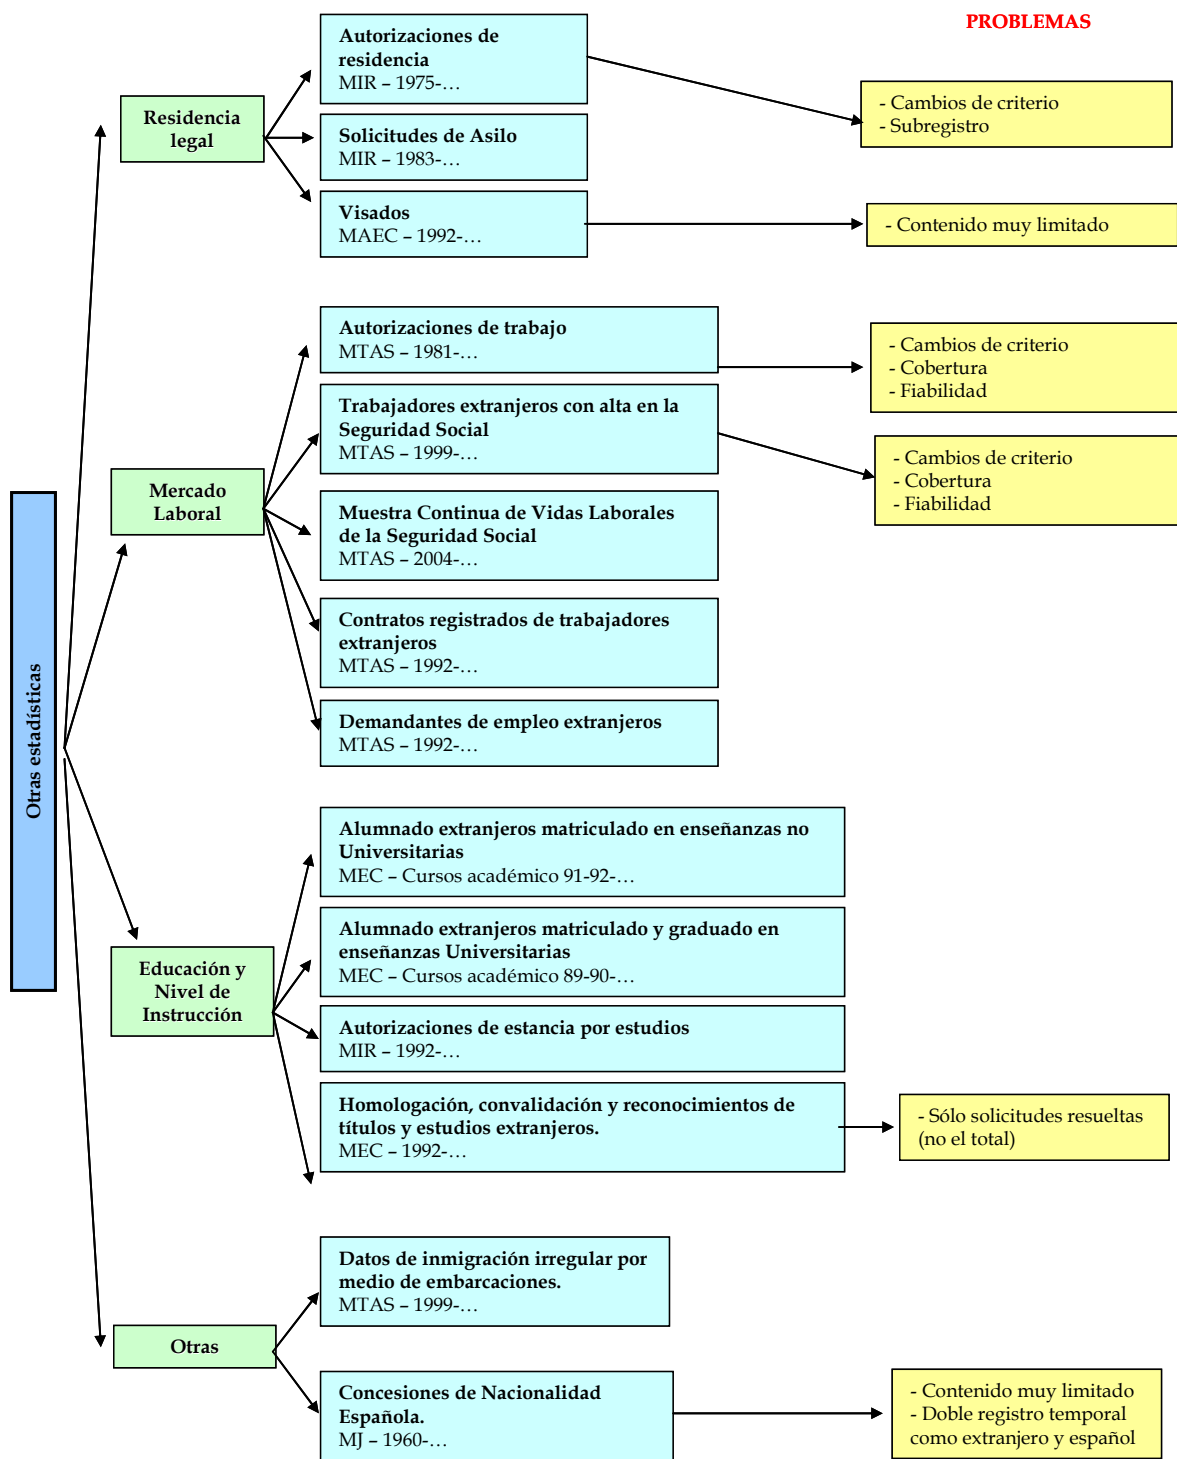 PROBLEMAS
Otras estadísticas
Residencia
legal
Autorizaciones de
residencia
MIR – 1975-…
- Cambios de criterio
- Subregistro
Solicitudes de Asilo
MIR – 1983-…
Visados
MAEC – 1992-…
- Contenido muy limitado
Mercado
Laboral
Autorizaciones de trabajo
MTAS – 1981-…
- Cambios de criterio
- Cobertura
- Fiabilidad
Trabajadores extranjeros con alta en la
Seguridad Social
MTAS – 1999-…
- Cambios de criterio
- Cobertura
- Fiabilidad
Muestra Continua de Vidas Laborales
de la Seguridad Social
MTAS – 2004-…
Contratos registrados de trabajadores
extranjeros
MTAS – 1992-…
Demandantes de empleo extranjeros
MTAS – 1992-…
Educación y
Nivel de
Instrucción
Alumnado extranjeros matriculado en enseñanzas no
Universitarias
MEC – Cursos académico 91-92-…
Alumnado extranjeros matriculado y graduado en
enseñanzas Universitarias
MEC – Cursos académico 89-90-…
Autorizaciones de estancia por estudios
MIR – 1992-…
Homologación, convalidación y reconocimientos de
títulos y estudios extranjeros.
MEC – 1992-…
- Sólo solicitudes resueltas
(no el total)
Otras
Datos de inmigración irregular por
medio de embarcaciones.
MTAS – 1999-…
Concesiones de Nacionalidad
Española.
MJ – 1960-…
- Contenido muy limitado
- Doble registro temporal
como extranjero y español